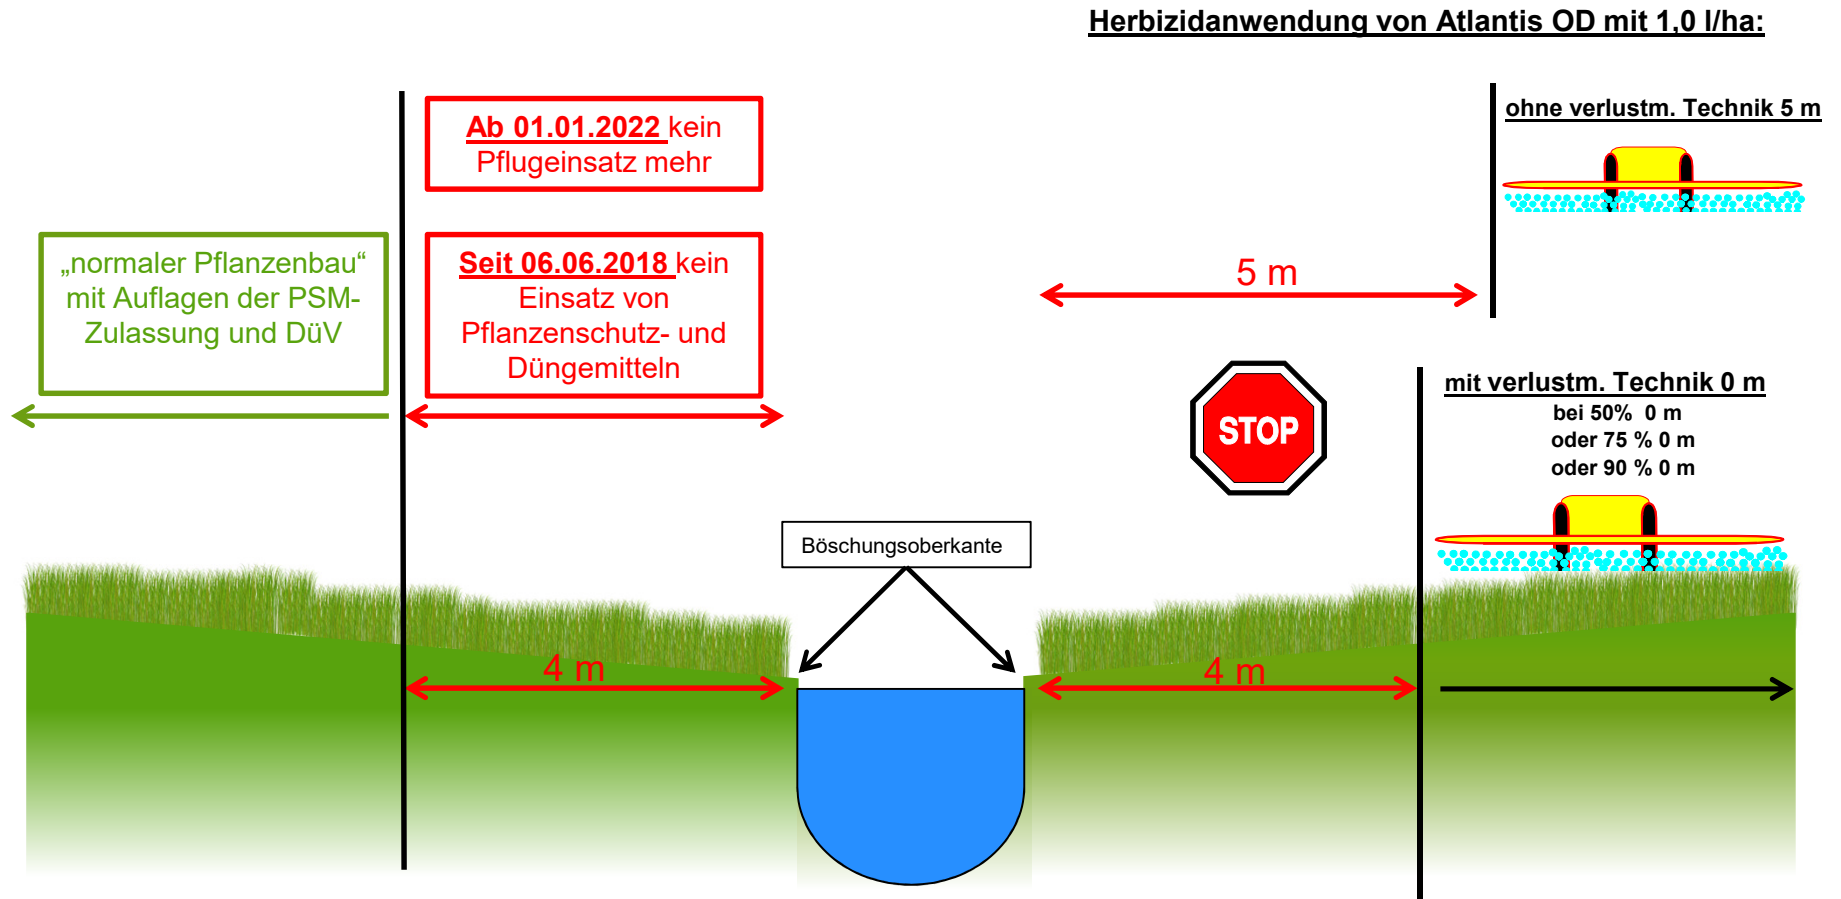 Herbizidanwendung von Atlantis OD mit 1,0 l/ha:
Ab 01.01.2022 kein
Pflugeinsatz mehr
„normaler Pflanzenbau“
mit Auflagen der PSM-
Zulassung und DüV
Seit 06.06.2018 kein
Einsatz von
Pflanzenschutz- und
Düngemitteln
5 m
ohne verlustm. Technik 5 m
STOP
mit verlustm. Technik 0 m
bei 50% 0 m
oder 75 % 0 m
oder 90 % 0 m
Böschungsoberkante
4 m
4 m